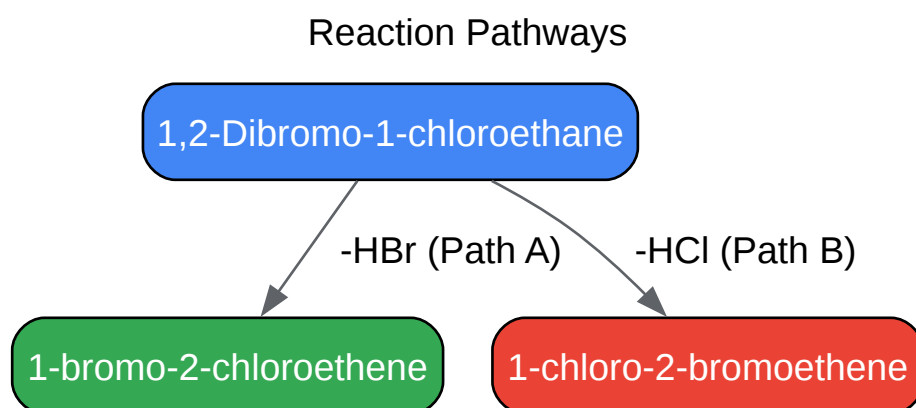 Reaction Pathways
1,2-Dibromo-1-chloroethane
-HBr (Path A)
-HCl (Path B)
1-bromo-2-chloroethene
1-chloro-2-bromoethene